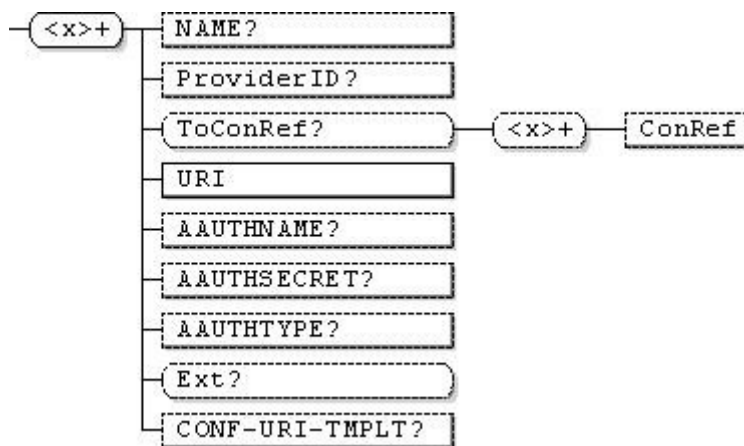 <x>+
NAME?
ProviderID?
ToConRef?
<x>+
ConRef
URI
AAUTHNAME?
AAUTHSECRET?
AAUTHTYPE?
Ext?
CONF-URI-TMPLT?